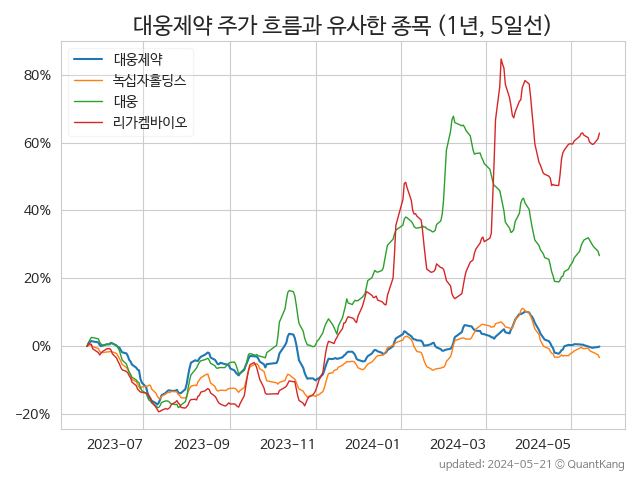 대웅제약 주가 흐름과 유사한 종목 (1년, 5일선)
대웅제약
녹십자홀딩스
대웅
리가켐바이오
80%
60%
40%
20%
0%
−20%
2023-07 2023-09 2023-11 2024-01 2024-03 2024-05
updated: 2024-05-21 © QuantKang